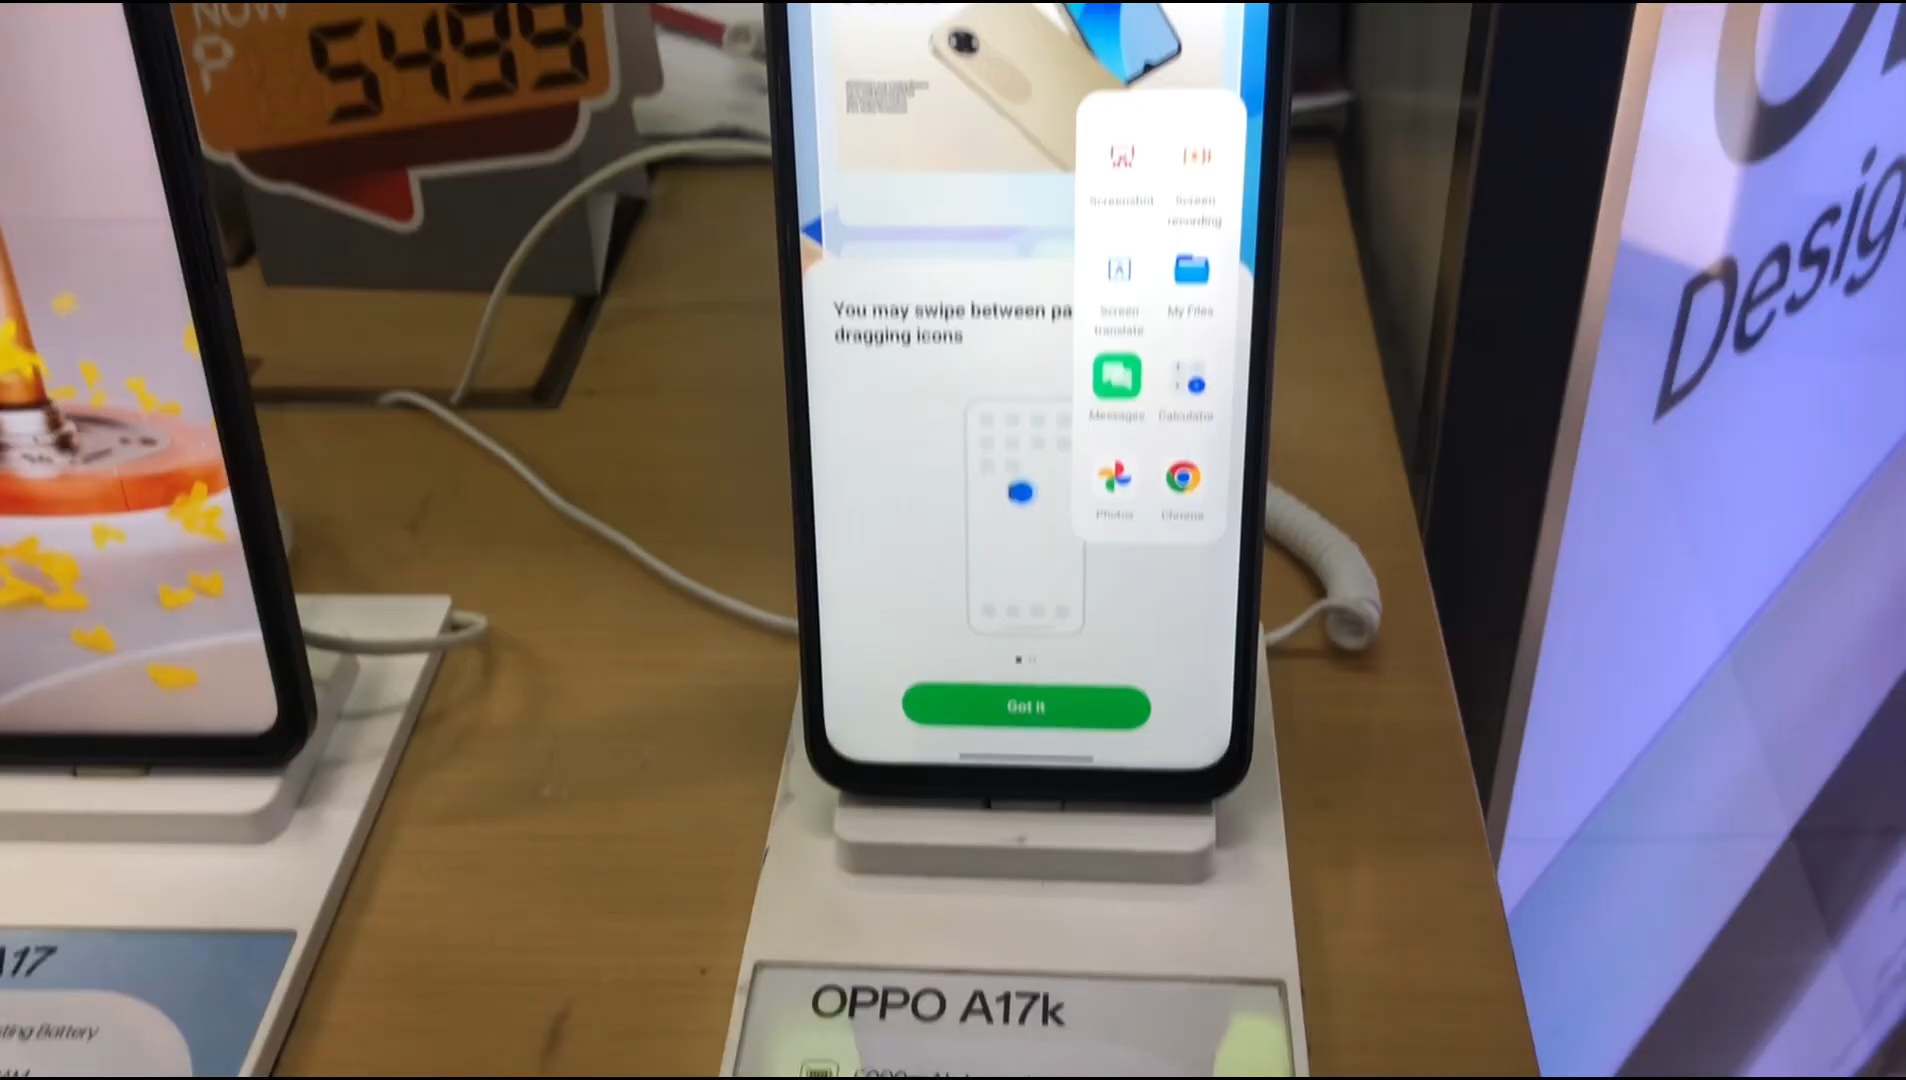 NOW
₱
5499
Screenshot
Screen
recording
Screen
translate
My Files
You may swipe between pa
dragging icons
Messages
Calculator
Photos
Chrome
Got it
Desig
A17
ting Battery
OPPO A17k